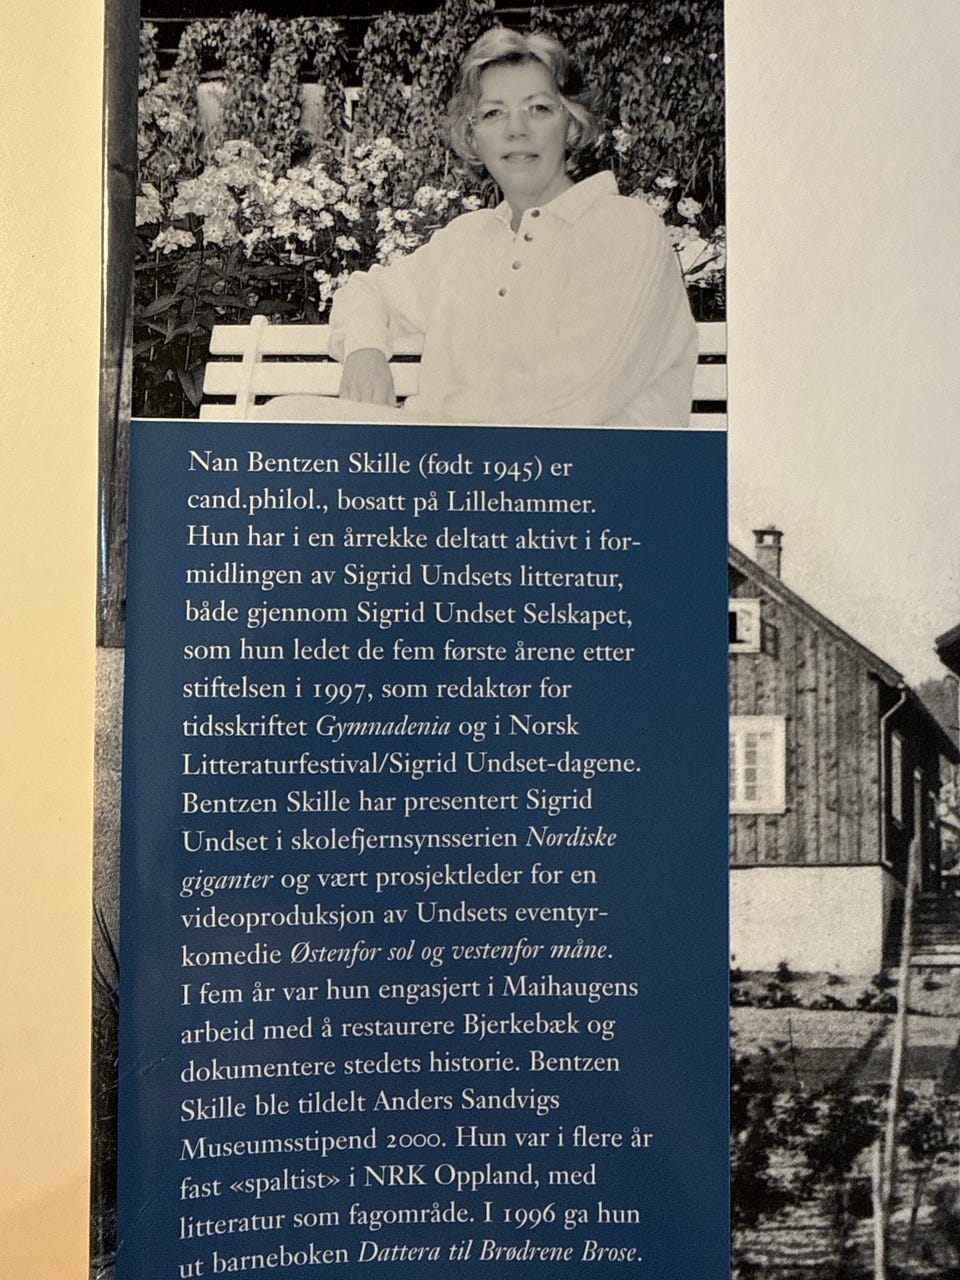 Nan Bentzen Skille (født 1945) er
cand.philol., bosatt på Lillehammer.
Hun har i en årrekke deltatt aktivt i for-
midlingen av Sigrid Undsets litteratur,
både gjennom Sigrid Undset Selskapet,
som hun ledet de fem første årene etter
stiftelsen i 1997, som redaktør for
tidsskriftet Gymnadenia og i Norsk
Litteraturfestival/Sigrid Undset-dagene.
Bentzen Skille har presentert Sigrid
Undset i skolefjernsynsserien Nordiske
giganter og vært prosjektleder for en
videoproduksjon av Undsets eventyr-
komedie Østenfor sol og vestenfor måne.
I fem år var hun engasjert i Maihaugens
arbeid med å restaurere Bjerkebæk og
dokumentere stedets historie. Bentzen
Skille ble tildelt Anders Sandvigs
Museumsstipend 2000. Hun var i flere år
fast «spaltist» i NRK Oppland, med
litteratur som fagområde. I 1996 ga hun
ut barneboken Dattera til Brødrene Brose.